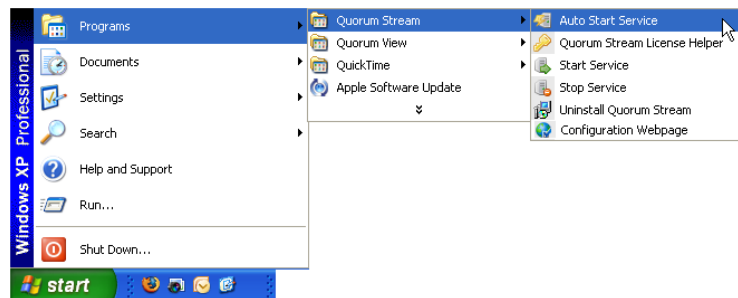 Windows XP Professional
Programs
Documents
Settings
Search
Help and Support
Run...
Shut Down...
start
Quorum Stream
Quorum View
QuickTime
Apple Software Update
Auto Start Service
Quorum Stream License Helper
Start Service
Stop Service
Uninstall Quorum Stream
Configuration Webpage